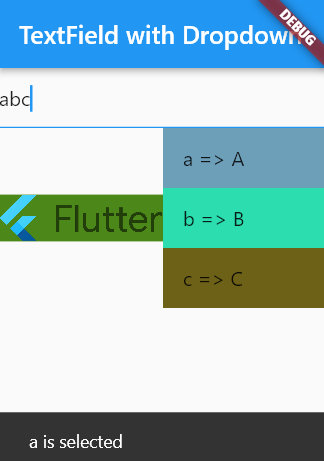 TextField with Dropdown
DEBUG
abc
a => A
Flutter
b => B
c => C
a is selected